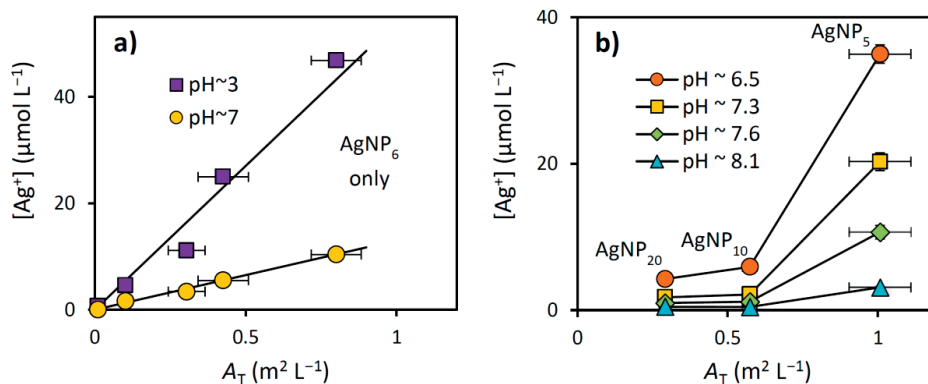 a)
[Ag⁺] (µmol L⁻¹)
40
20
0
pH~3
pH~7
AgNP₆
only
0
0.5
1
A_T (m² L⁻¹)
b)
[Ag⁺] (µmol L⁻¹)
40
20
0
AgNP₅
pH ~ 6.5
pH ~ 7.3
pH ~ 7.6
pH ~ 8.1
AgNP₂₀
AgNP₁₀
0
0.5
1
A_T (m² L⁻¹)